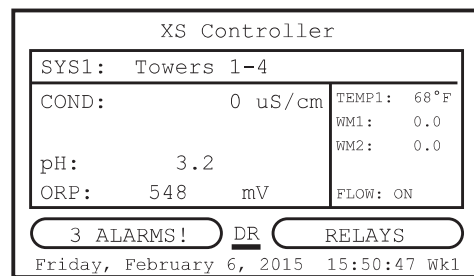 XS Controller
SYS1: Towers 1-4
COND: 0 uS/cm
pH: 3.2
ORP: 548 mV
TEMP1: 68°F
WM1: 0.0
WM2: 0.0
FLOW: ON
3 ALARMS! DR RELAYS
Friday, February 6, 2015 15:50:47 Wk1